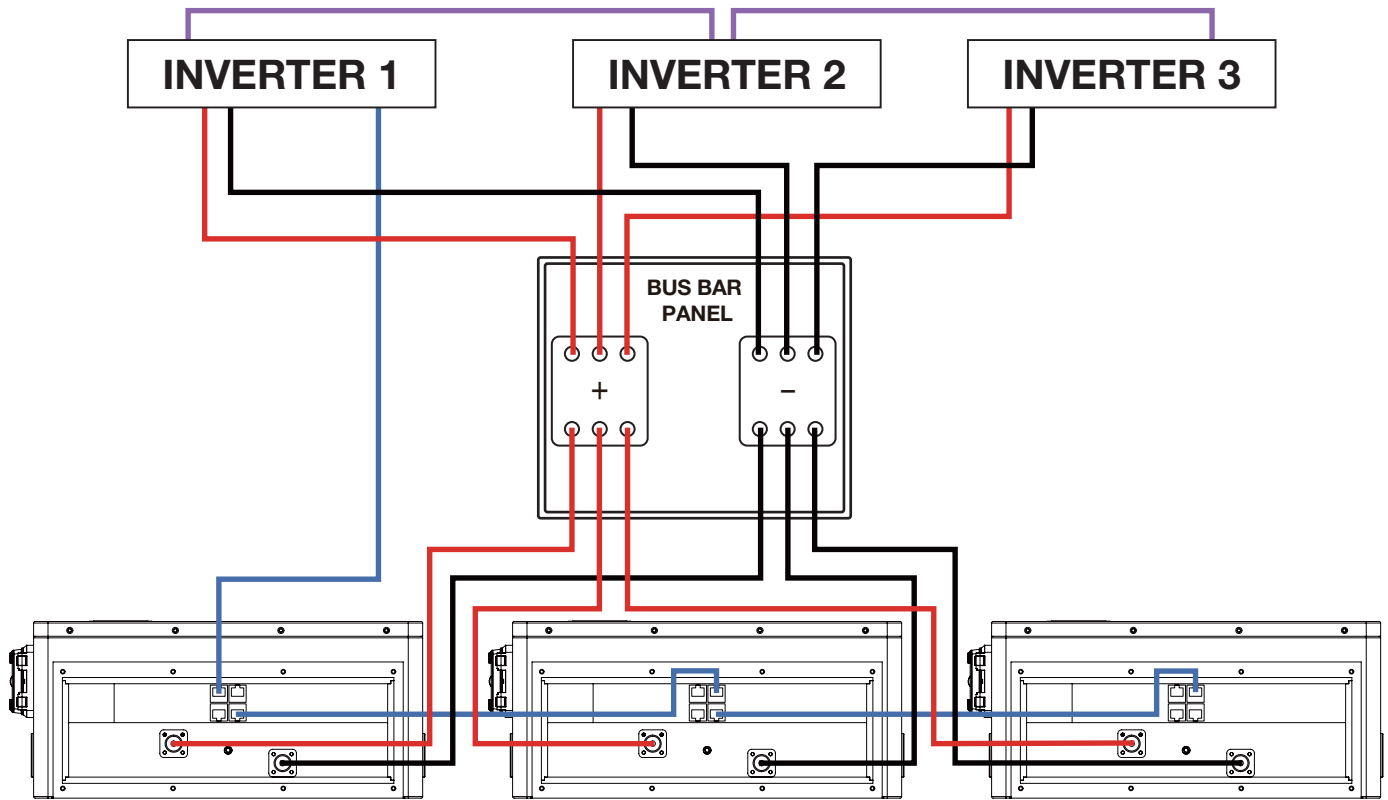 INVERTER 1
INVERTER 2
INVERTER 3
BUS BAR
PANEL
+
−